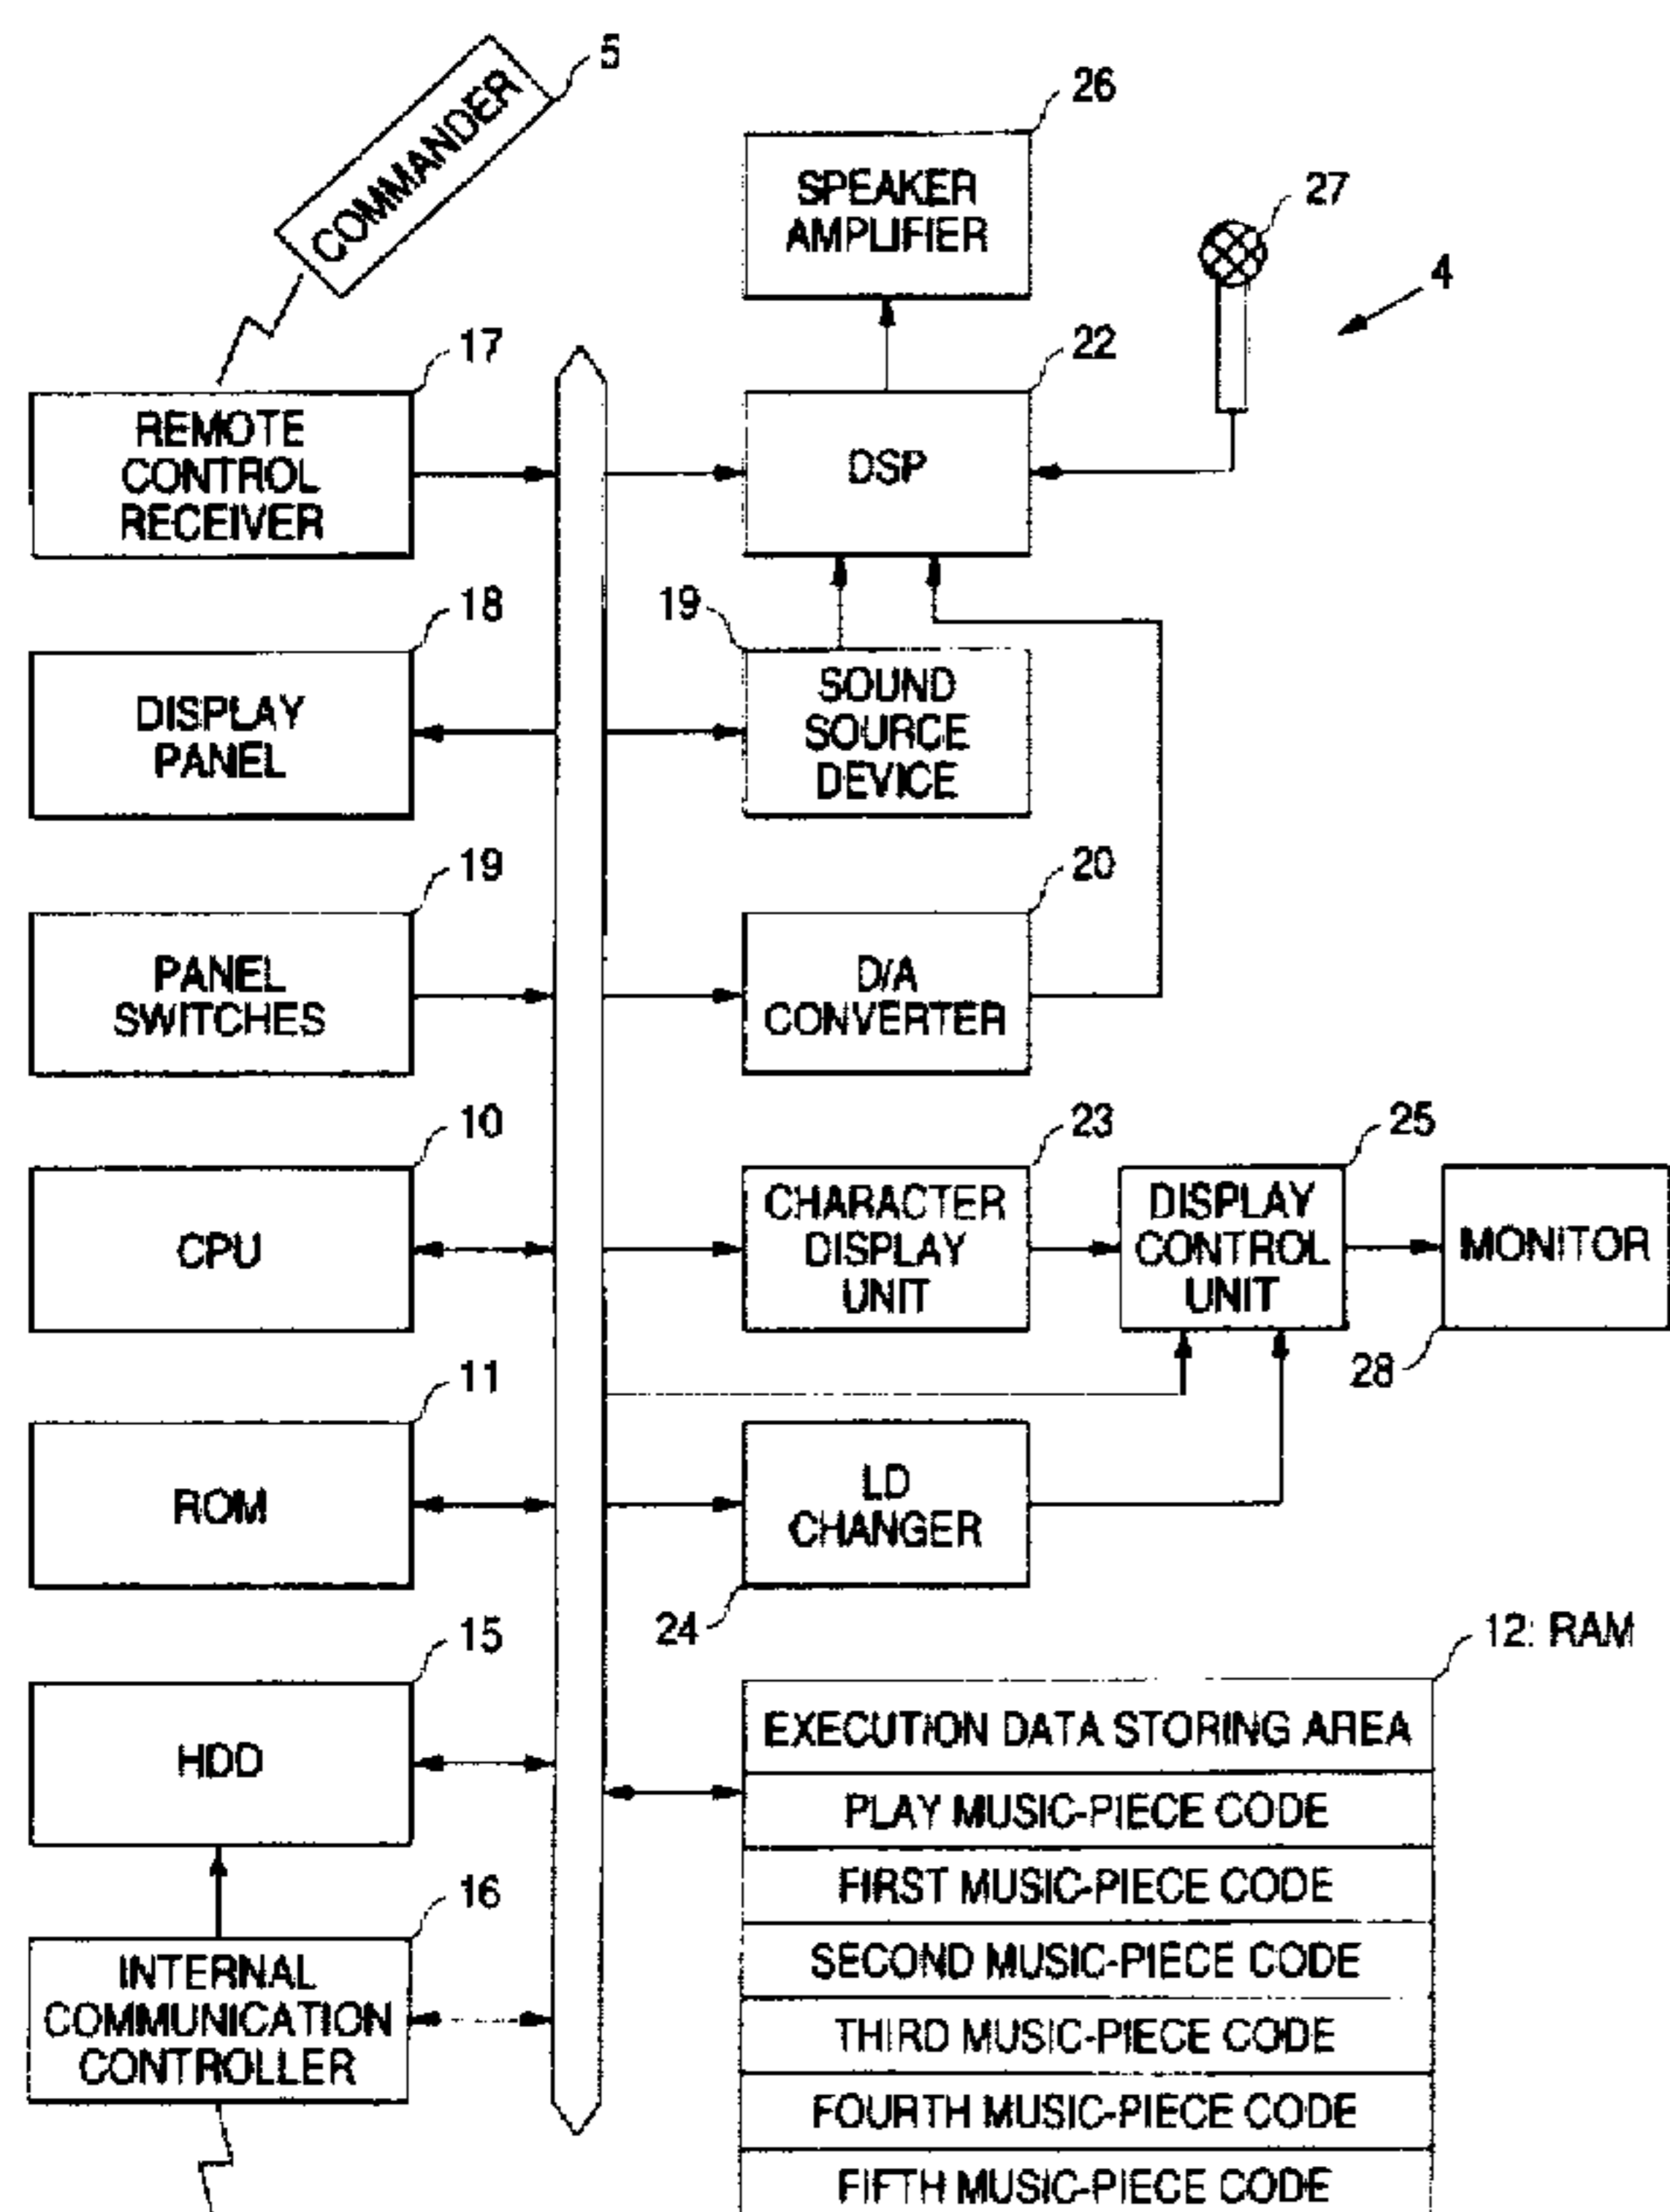 5
COMMANDER
26
SPEAKER
AMPLIFIER
27
4
17
REMOTE
CONTROL
RECEIVER
22
DSP
18
DISPLAY
PANEL
19
SOUND
SOURCE
DEVICE
19
PANEL
SWITCHES
20
D/A
CONVERTER
10
CPU
23
CHARACTER
DISPLAY
UNIT
25
DISPLAY
CONTROL
UNIT
MONITOR
28
11
ROM
LD
CHANGER
24
15
HDD
12: RAM
EXECUTION DATA STORING AREA
PLAY MUSIC-PIECE CODE
FIRST MUSIC-PIECE CODE
SECOND MUSIC-PIECE CODE
THIRD MUSIC-PIECE CODE
FOURTH MUSIC-PIECE CODE
FIFTH MUSIC-PIECE CODE
16
INTERNAL
COMMUNICATION
CONTROLLER